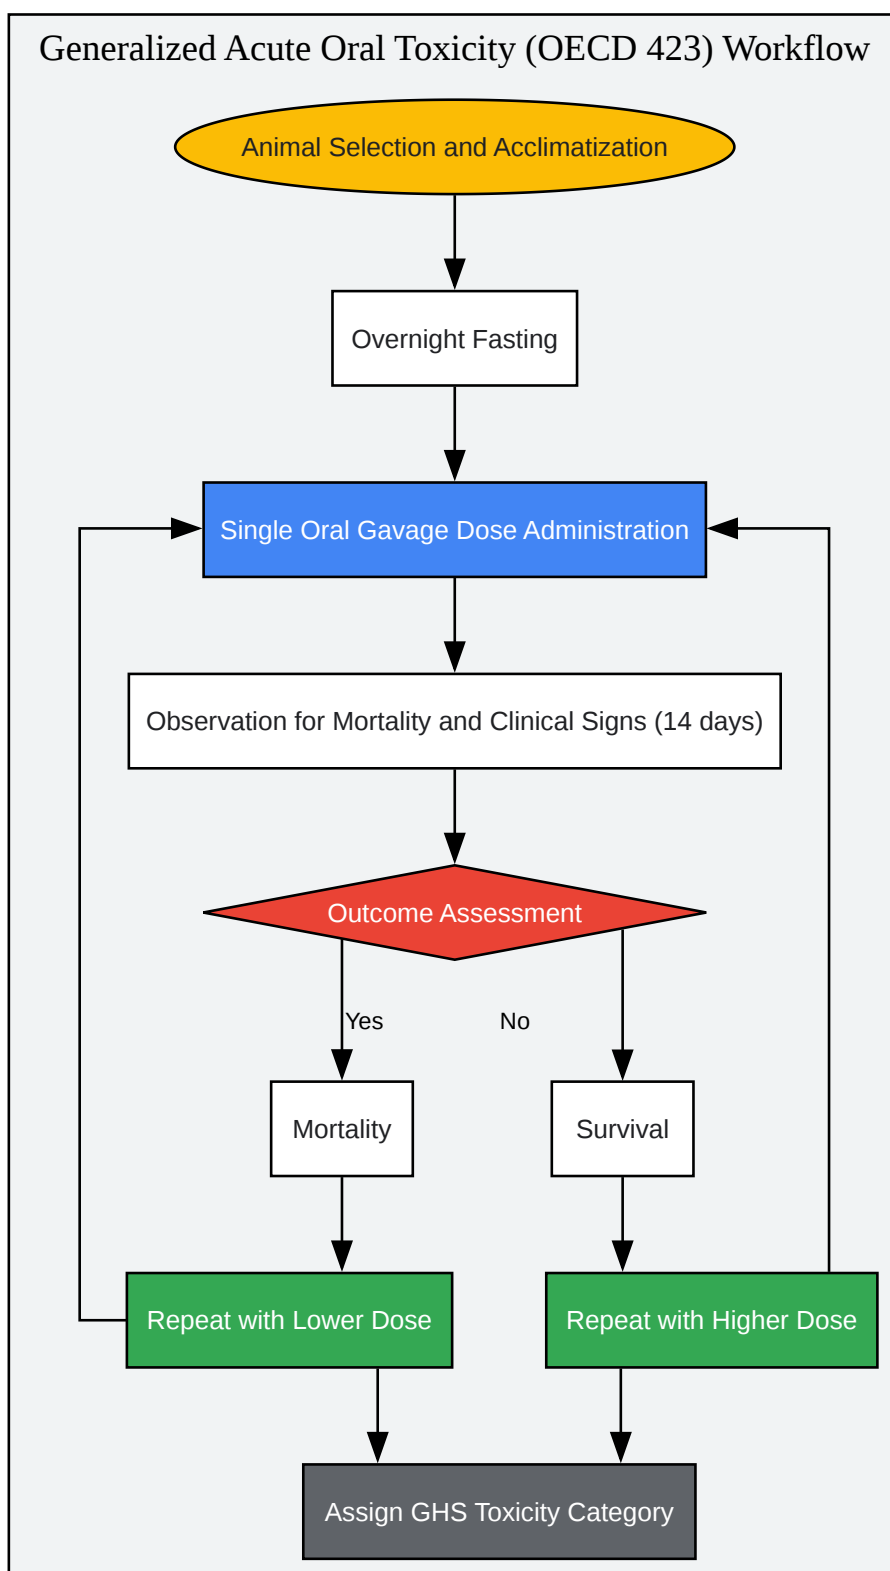 Generalized Acute Oral Toxicity (OECD 423) Workflow
Animal Selection and Acclimatization
Overnight Fasting
Single Oral Gavage Dose Administration
Observation for Mortality and Clinical Signs (14 days)
Outcome Assessment
Yes
No
Mortality
Survival
Repeat with Lower Dose
Repeat with Higher Dose
Assign GHS Toxicity Category